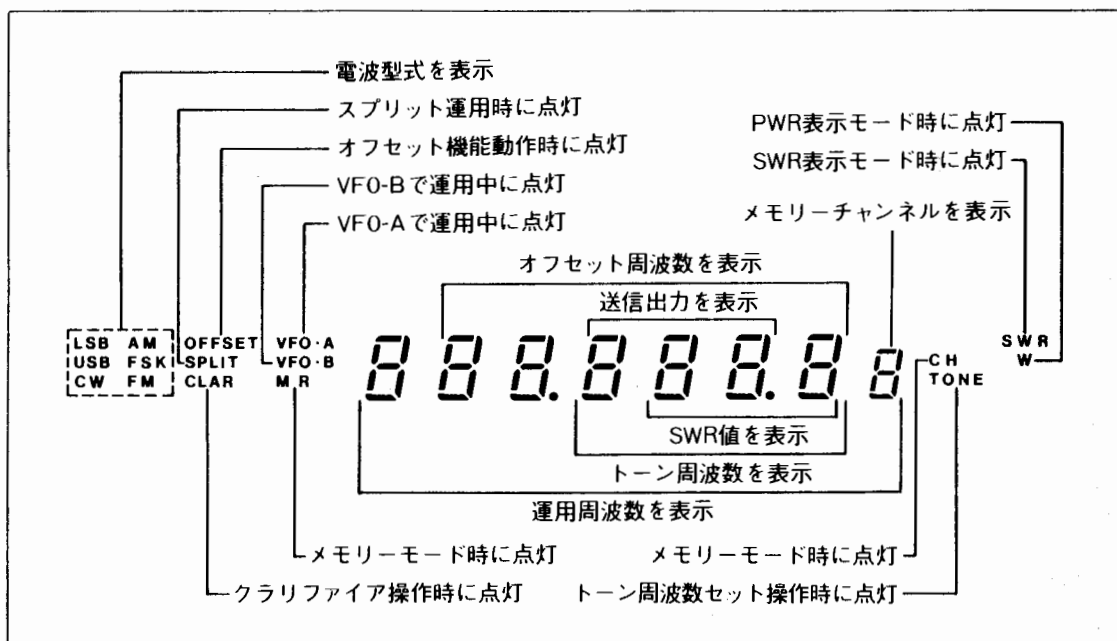 電波型式を表示
スプリット運用時に点灯
オフセット機能動作時に点灯
VFO-Bで運用中に点灯
VFO-Aで運用中に点灯
PWR表示モード時に点灯
SWR表示モード時に点灯
メモリーチャンネルを表示
オフセット周波数を表示
送信出力を表示
LSB AM OFFSET VFO・A
USB FSK SPLIT VFO・B
CW FM CLAR MR
888.888.8 8
CH
TONE
SWR
W
SWR値を表示
トーン周波数を表示
運用周波数を表示
メモリーモード時に点灯
メモリーモード時に点灯
クラリファイア操作時に点灯
トーン周波数セット操作時に点灯